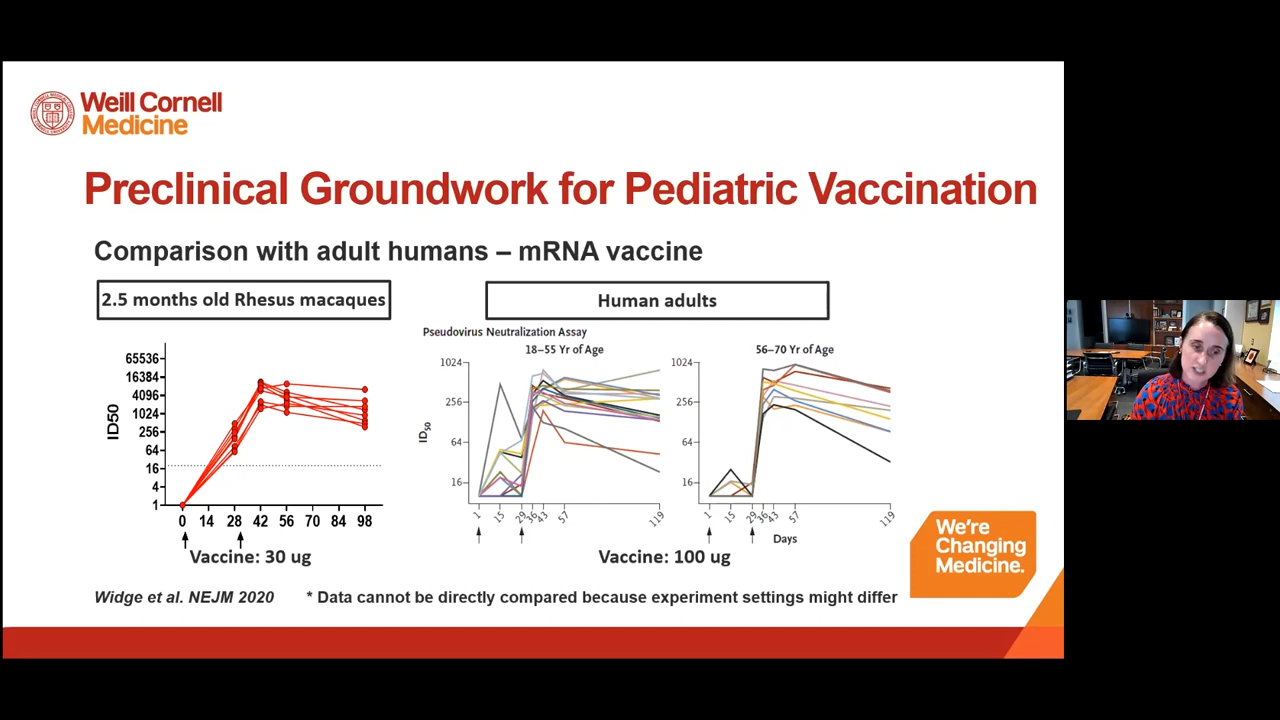 Weill Cornell
Medicine
Preclinical Groundwork for Pediatric Vaccination
Comparison with adult humans – mRNA vaccine
2.5 months old Rhesus macaques
Human adults
Pseudovirus Neutralization Assay
18–55 Yr of Age
56–70 Yr of Age
65536
16384
4096
1024
256
64
16
4
1
ID50
0 14 28 42 56 70 84 98
Vaccine: 30 ug
1024
256
64
16
ID50
1 15 29 36 43 57 119
1024
256
64
16
1 15 29 36 43 57 119
Days
Vaccine: 100 ug
We're
Changing
Medicine.
Widge et al. NEJM 2020
* Data cannot be directly compared because experiment settings might differ